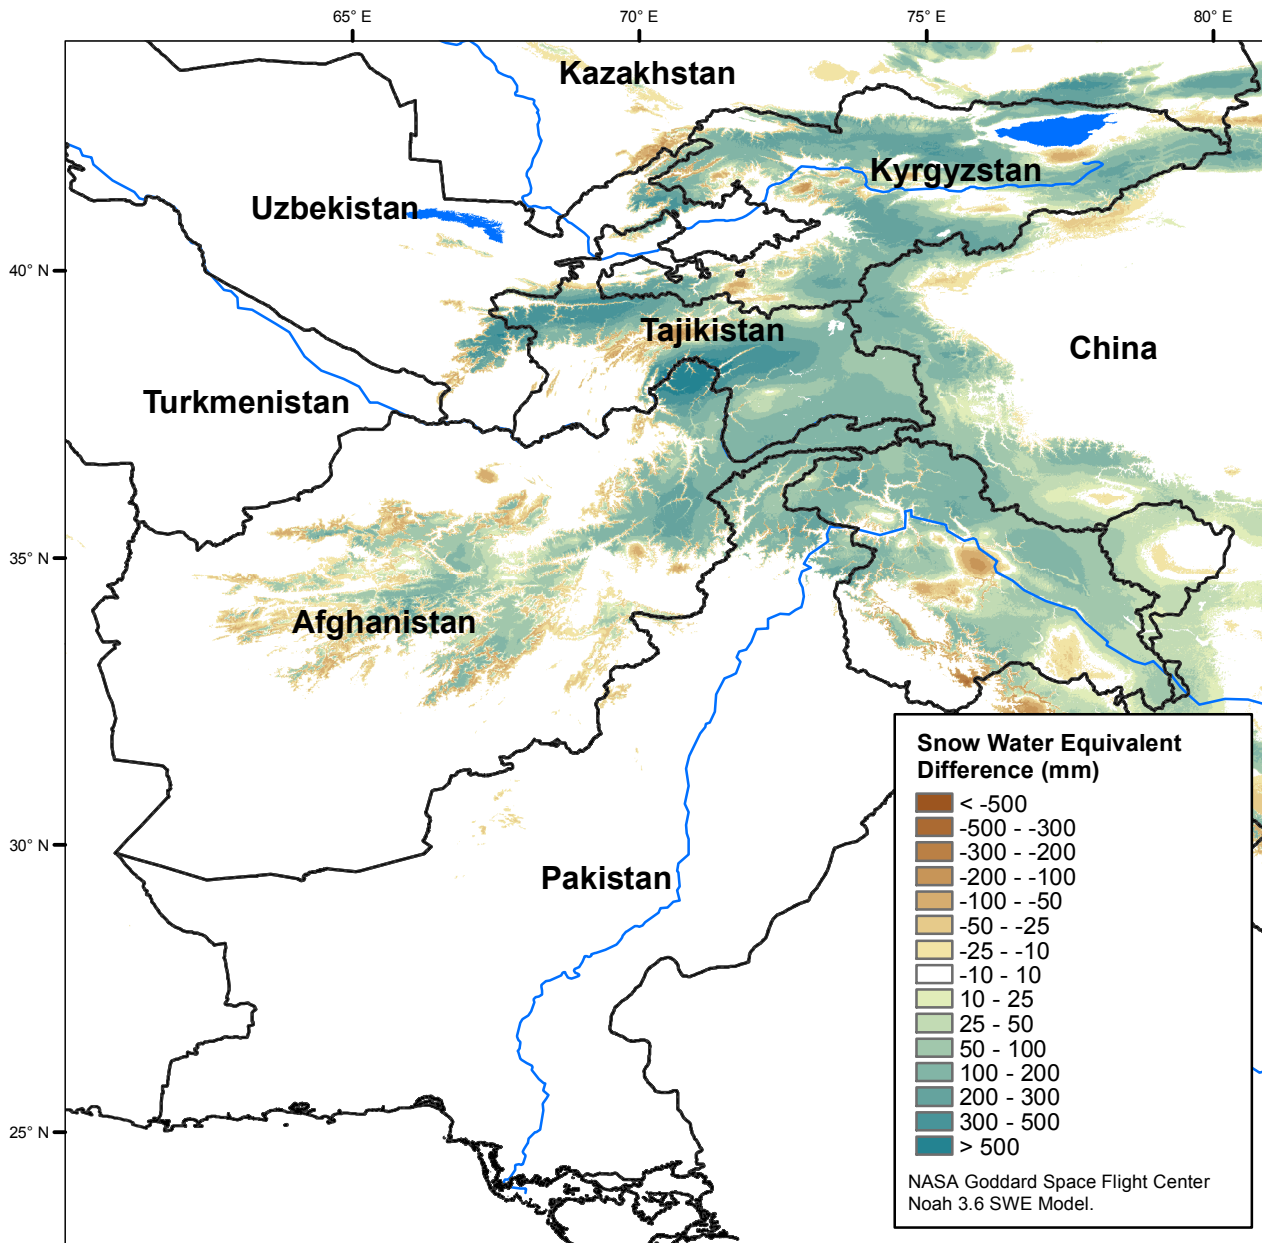 65° E
70° E
75° E
80° E
Kazakhstan
Kyrgyzstan
Uzbekistan
40° N
Tajikistan
China
Turkmenistan
35° N
Afghanistan
30° N
Pakistan
25° N
Snow Water Equivalent
Difference (mm)
< -500
-500 - -300
-300 - -200
-200 - -100
-100 - -50
-50 - -25
-25 - -10
-10 - 10
10 - 25
25 - 50
50 - 100
100 - 200
200 - 300
300 - 500
> 500
NASA Goddard Space Flight Center
Noah 3.6 SWE Model.